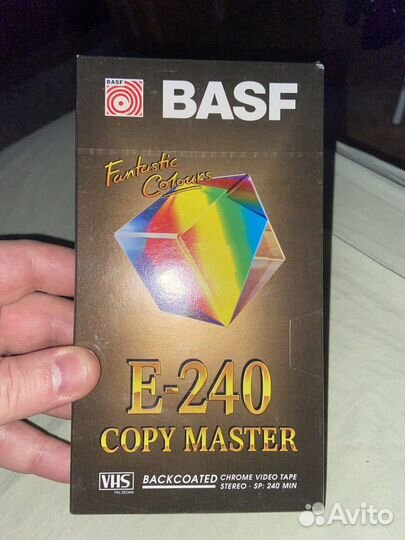 BASF
BASF
Fantastic
Colours
E-240
COPY MASTER
VHS
PAL SECAM
BACKCOATED CHROME VIDEO TAPE
STEREO · SP: 240 MIN
Avito